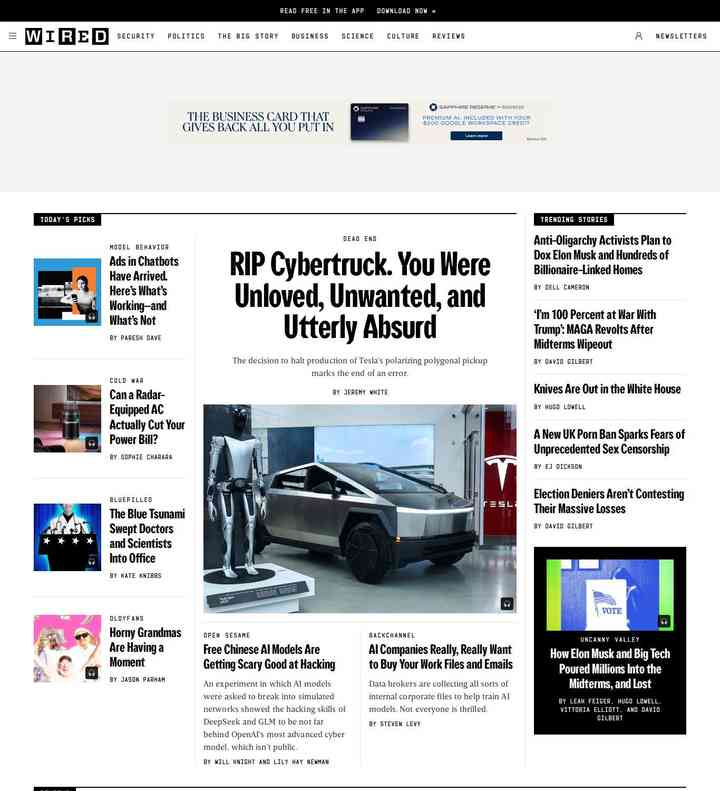 READ FREE IN THE APP DOWNLOAD NOW
WIRED
SECURITY POLITICS THE BIG STORY BUSINESS SCIENCE CULTURE REVIEWS
NEWSLETTERS
THE BUSINESS CARD THAT
GIVES BACK ALL YOU PUT IN
SAPPHIRE RESERVE
PREMIUM AI, INCLUDED WITH YOUR
$200 GOOGLE WORKSPACE CREDIT
Learn more
TODAY'S PICKS
MODEL BEHAVIOR
Ads in Chatbots
Have Arrived.
Here's What's
Working—and
What's Not
BY PARESH DAVE
COLD WAR
Can a Radar-
Equipped AC
Actually Cut Your
Power Bill?
BY SOPHIE CHARARA
BLUEPILLED
The Blue Tsunami
Swept Doctors
and Scientists
Into Office
BY KATE KNIBBS
OLDYFANS
Horny Grandmas
Are Having a
Moment
BY JASON PARHAM
DEAD END
RIP Cybertruck. You Were
Unloved, Unwanted, and
Utterly Absurd
The decision to halt production of Tesla's polarizing polygonal pickup
marks the end of an error.
BY JEREMY WHITE
TESL
OPEN SESAME
Free Chinese AI Models Are
Getting Scary Good at Hacking
An experiment in which AI models
were asked to break into simulated
networks showed the hacking skills of
DeepSeek and GLM to be not far
behind OpenAI's most advanced cyber
model, which isn't public.
BY WILL KNIGHT AND LILY HAY NEWMAN
BACKCHANNEL
AI Companies Really, Really Want
to Buy Your Work Files and Emails
Data brokers are collecting all sorts of
internal corporate files to help train AI
models. Not everyone is thrilled.
BY STEVEN LEVY
TRENDING STORIES
Anti-Oligarchy Activists Plan to
Dox Elon Musk and Hundreds of
Billionaire-Linked Homes
BY DELL CAMERON
'I'm 100 Percent at War With
Trump': MAGA Revolts After
Midterms Wipeout
BY DAVID GILBERT
Knives Are Out in the White House
BY HUGO LOWELL
A New UK Porn Ban Sparks Fears of
Unprecedented Sex Censorship
BY EJ DICKSON
Election Deniers Aren't Contesting
Their Massive Losses
BY DAVID GILBERT
VOTE
UNCANNY VALLEY
How Elon Musk and Big Tech
Poured Millions Into the
Midterms, and Lost
BY LEAH FEIGER, HUGO LOWELL,
VITTORIA ELLIOTT, AND DAVID
GILBERT